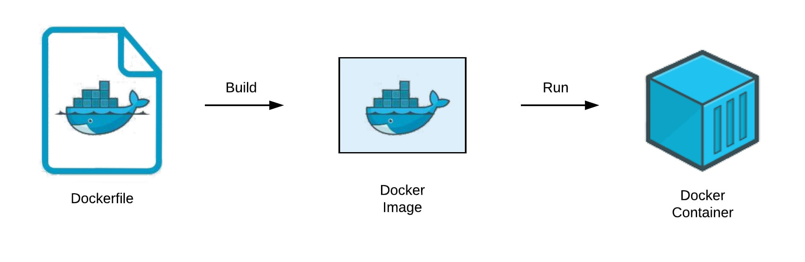 Build
Run
Dockerfile
Docker
Image
Docker
Container